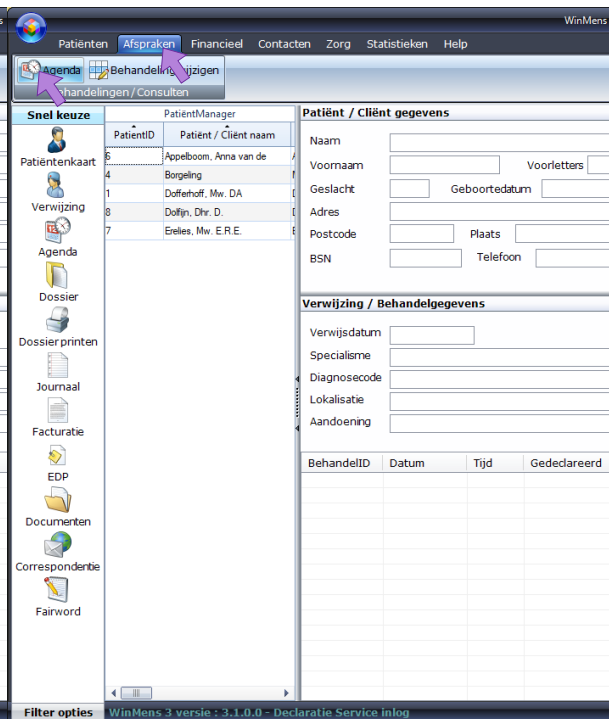 WinMens
Patiënten Afspraken Financieel Contacten Zorg Statistieken Help
Agenda Behandeling wijzigen
Behandelingen / Consulten
Snel keuze
Patiëntenkaart
Verwijzing
Agenda
Dossier
Dossier printen
Journaal
Facturatie
EDP
Documenten
Correspondentie
Fairword
Filter opties
PatiëntManager
PatientID Patiënt / Cliënt naam
6 Appelboom, Anna van de
4 Borgeling
1 Dofferhoff, Mw. DA
8 Dolfijn, Dhr. D.
7 Erelies, Mw. E.R.E.
Patiënt / Cliënt gegevens
Naam
Voornaam Voorletters
Geslacht Geboortedatum
Adres
Postcode Plaats
BSN Telefoon
Verwijzing / Behandelgegevens
Verwijsdatum
Specialisme
Diagnosecode
Lokalisatie
Aandoening
BehandelID Datum Tijd Gedeclareerd
WinMens 3 versie : 3.1.0.0 - Declaratie Service inlog